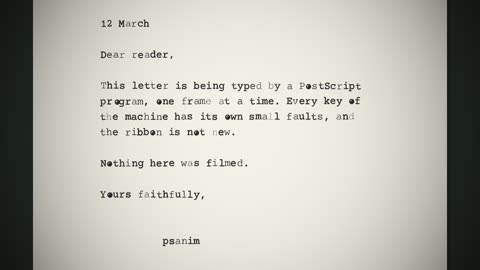 12 March
Dear reader,
This letter is being typed by a PostScript
program, one frame at a time. Every key of
the machine has its own small faults, and
the ribbon is not new.
Nothing here was filmed.
Yours faithfully,
psanim